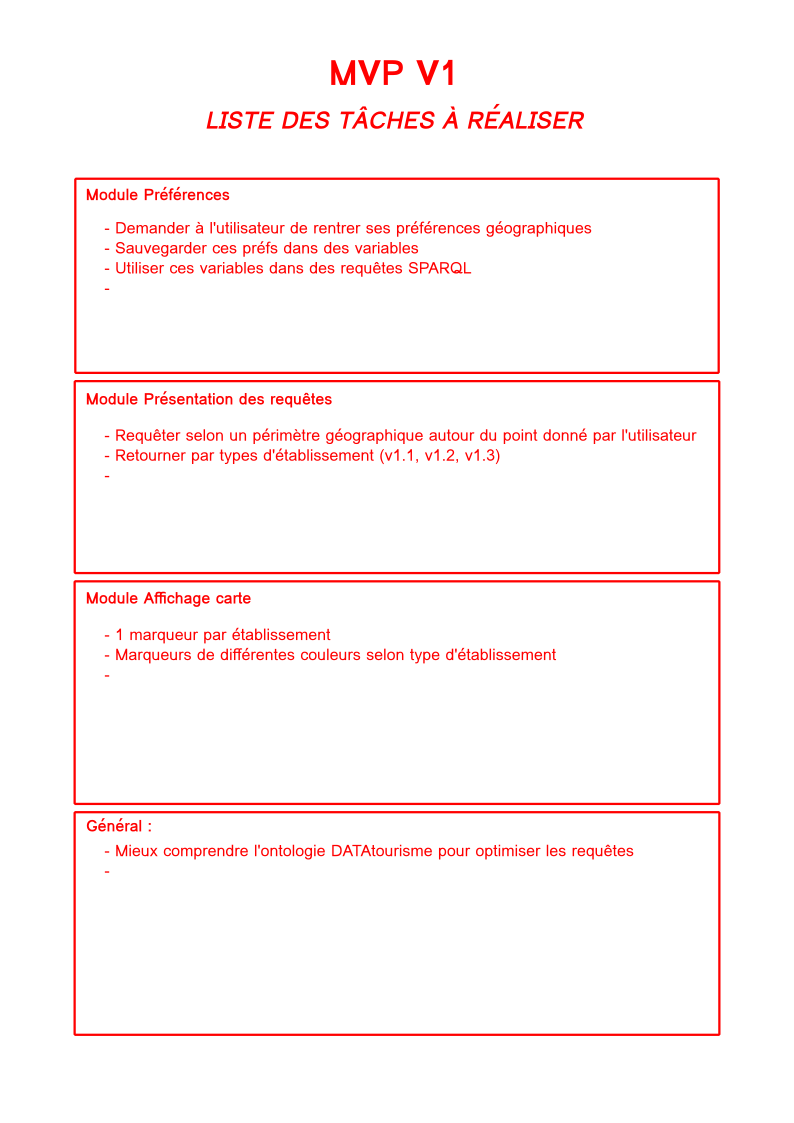 MVP V1
LISTE DES TÂCHES À RÉALISER
Module Préférences
- Demander à l'utilisateur de rentrer ses préférences géographiques
- Sauvegarder ces préfs dans des variables
- Utiliser ces variables dans des requêtes SPARQL
-
Module Présentation des requêtes
- Requêter selon un périmètre géographique autour du point donné par l'utilisateur
- Retourner par types d'établissement (v1.1, v1.2, v1.3)
-
Module Affichage carte
- 1 marqueur par établissement
- Marqueurs de différentes couleurs selon type d'établissement
-
Général :
- Mieux comprendre l'ontologie DATAtourisme pour optimiser les requêtes
-